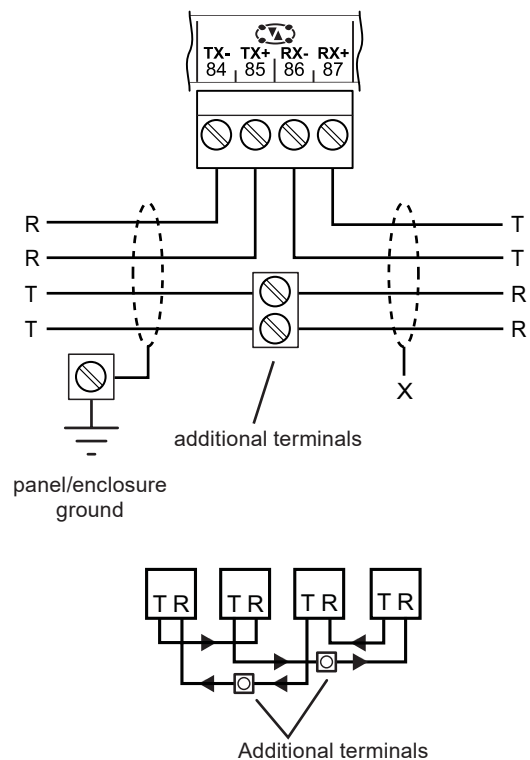 TX- TX+ RX- RX+
84 85 86 87
R T
R T
T R
T R
X
additional terminals
panel/enclosure
ground
T R T R T R T R
Additional terminals